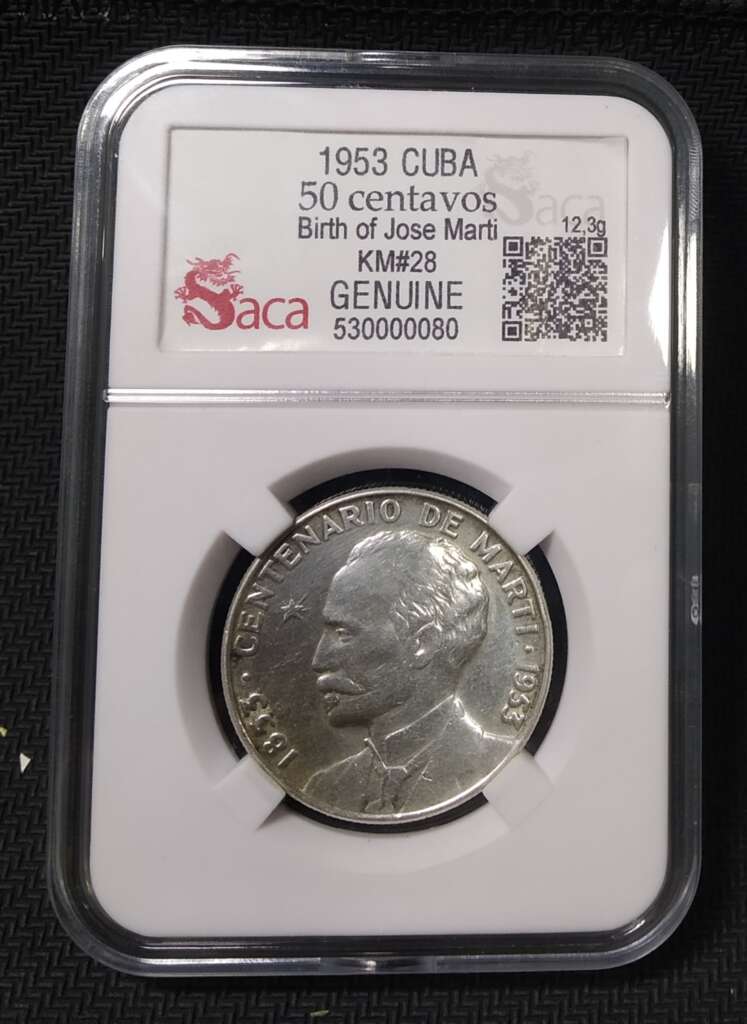 1953 CUBA
50 centavos
Birth of Jose Marti
12,3g
KM#28
GENUINE
530000080
Saca
Saca
1853 · CENTENARIO DE MARTI · 1953